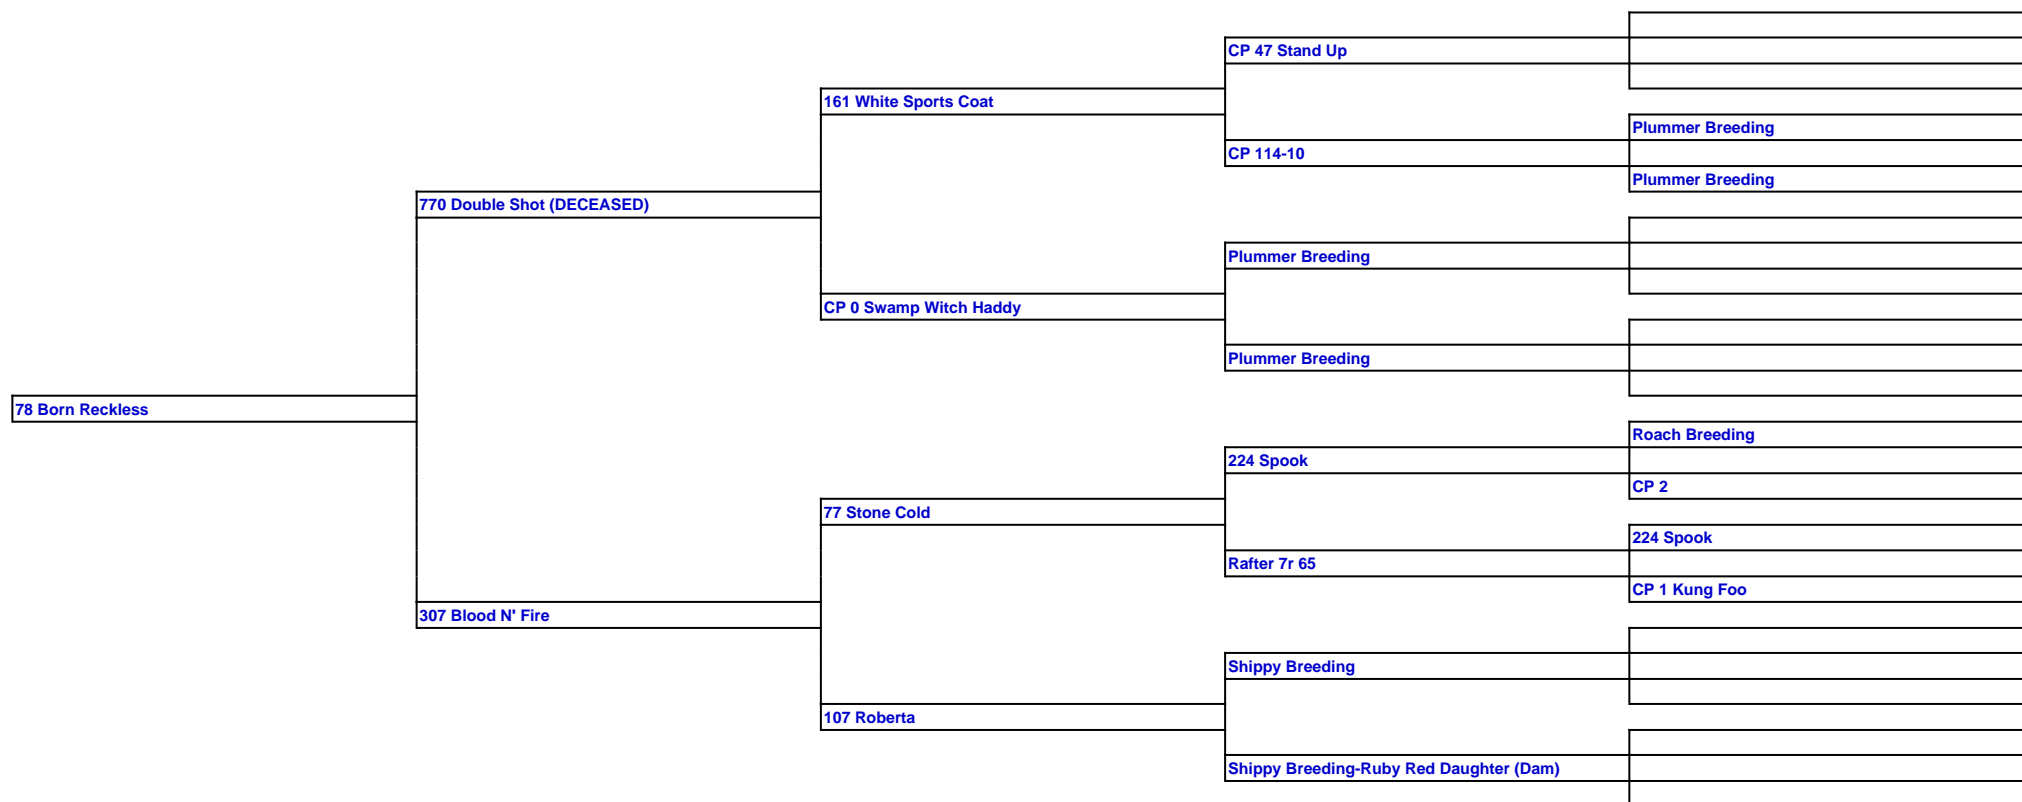 CP 47 Stand Up
161 White Sports Coat
Plummer Breeding
CP 114-10
Plummer Breeding
770 Double Shot (DECEASED)
Plummer Breeding
CP 0 Swamp Witch Haddy
Plummer Breeding
78 Born Reckless
Roach Breeding
224 Spook
CP 2
77 Stone Cold
224 Spook
Rafter 7r 65
CP 1 Kung Foo
307 Blood N' Fire
Shippy Breeding
107 Roberta
Shippy Breeding-Ruby Red Daughter (Dam)